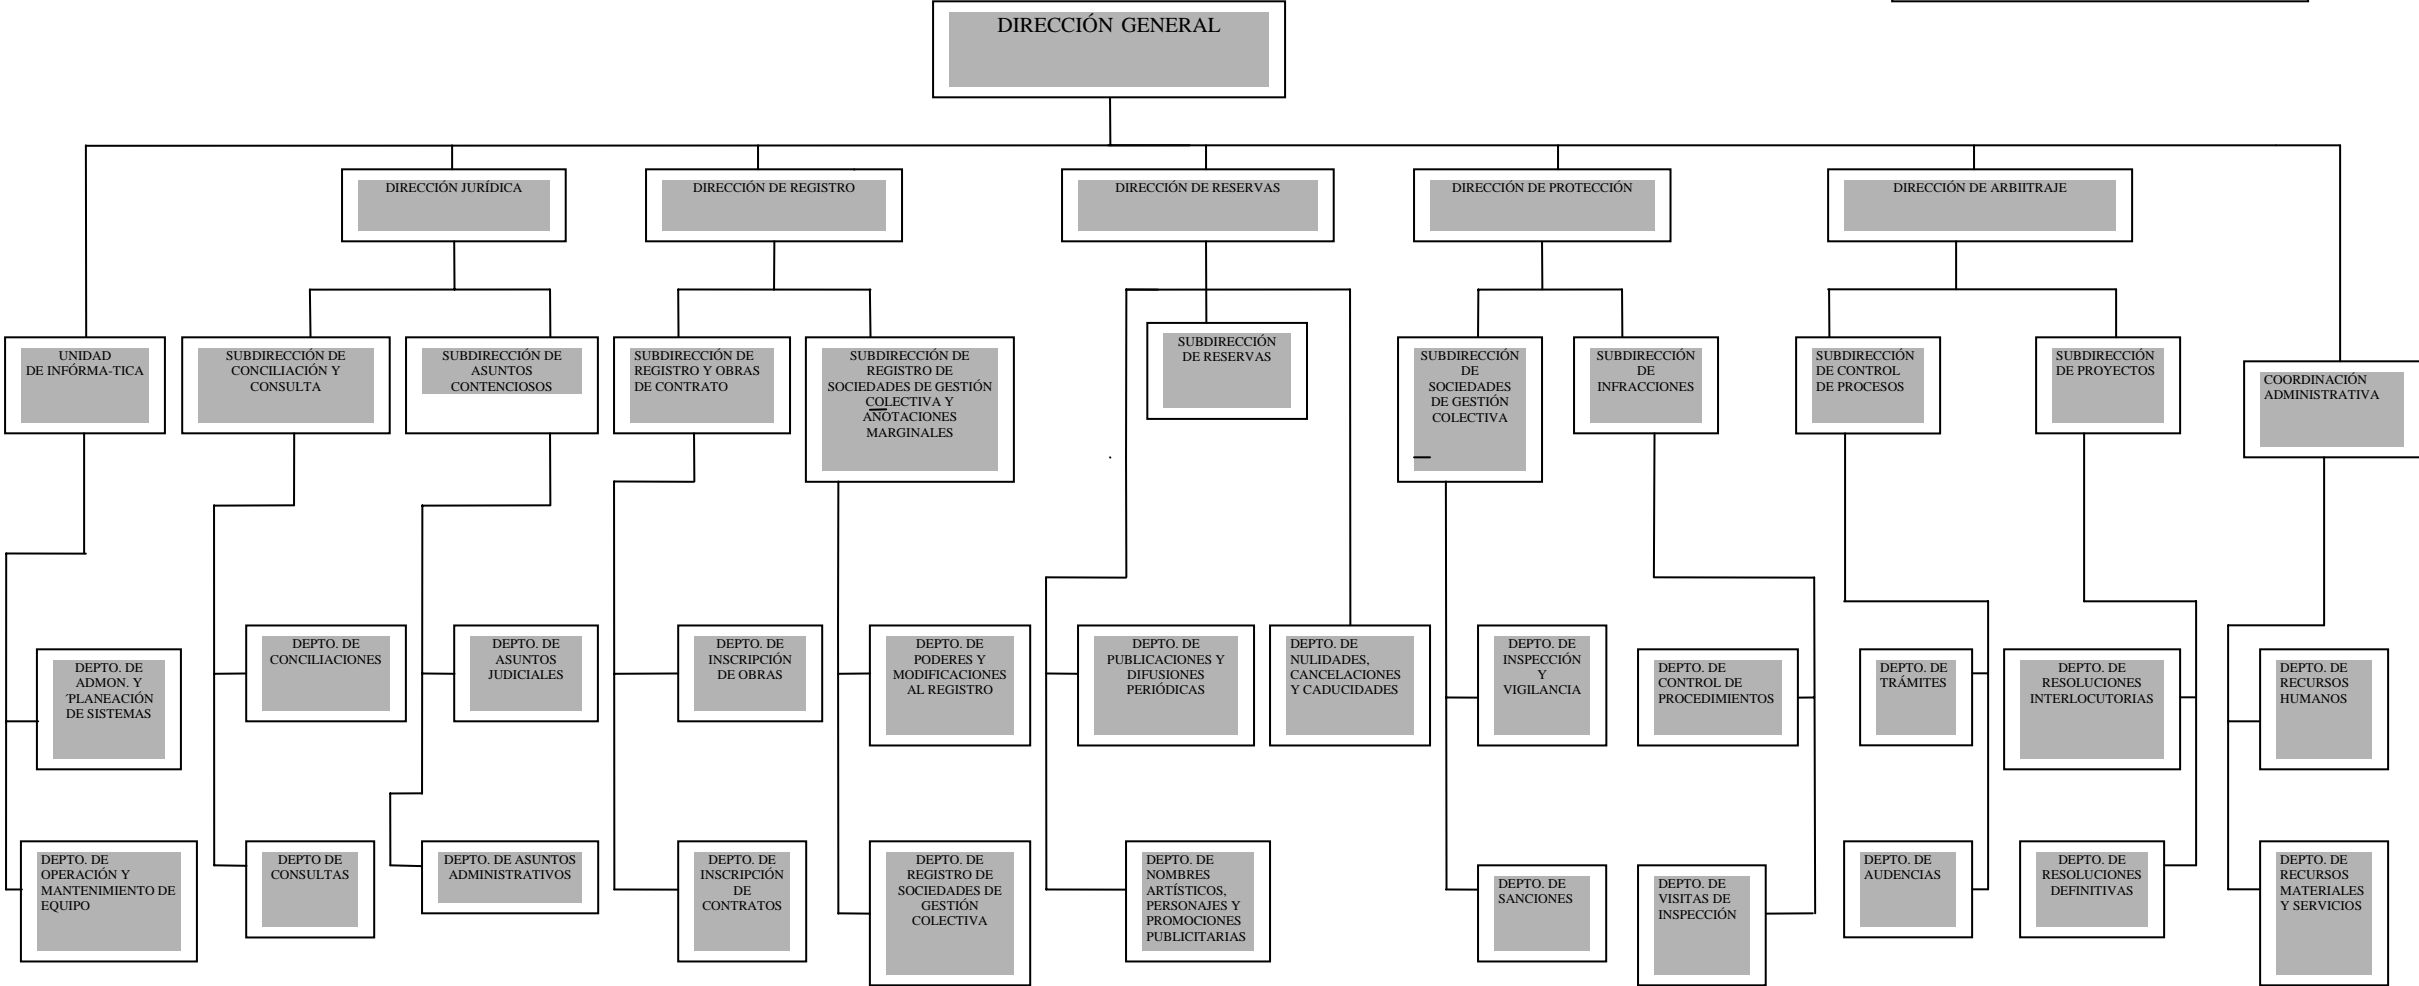 DIRECCIÓN GENERAL
DIRECCIÓN JURÍDICA
DIRECCIÓN DE REGISTRO
DIRECCIÓN DE RESERVAS
DIRECCIÓN DE PROTECCIÓN
DIRECCIÓN DE ARBIITRAJE
UNIDAD
DE INFÓRMA-TICA
SUBDIRECCIÓN DE
CONCILIACIÓN Y
CONSULTA
SUBDIRECCIÓN DE
ASUNTOS
CONTENCIOSOS
SUBDIRECCIÓN DE
REGISTRO Y OBRAS
DE CONTRATO
SUBDIRECCIÓN DE
REGISTRO DE
SOCIEDADES DE GESTIÓN
COLECTIVA Y
ANOTACIONES
MARGINALES
SUBDIRECCIÓN
DE RESERVAS
SUBDIRECCIÓN
DE
SOCIEDADES
DE GESTIÓN
COLECTIVA
SUBDIRECCIÓN
DE
INFRACCIONES
SUBDIRECCIÓN
DE CONTROL
DE PROCESOS
SUBDIRECCIÓN
DE PROYECTOS
COORDINACIÓN
ADMINISTRATIVA
DEPTO. DE
ADMON. Y
PLANEACIÓN
DE SISTEMAS
DEPTO. DE
CONCILIACIONES
DEPTO. DE
ASUNTOS
JUDICIALES
DEPTO. DE
INSCRIPCIÓN
DE OBRAS
DEPTO. DE
PODERES Y
MODIFICACIONES
AL REGISTRO
DEPTO. DE
PUBLICACIONES Y
DIFUSIONES
PERIÓDICAS
DEPTO. DE
NULIDADES,
CANCELACIONES
Y CADUCIDADES
DEPTO. DE
INSPECCIÓN
Y
VIGILANCIA
DEPTO. DE
CONTROL DE
PROCEDIMIENTOS
DEPTO. DE
TRÁMITES
DEPTO. DE
RESOLUCIONES
INTERLOCUTORIAS
DEPTO. DE
RECURSOS
HUMANOS
DEPTO. DE
OPERACIÓN Y
MANTENIMIENTO DE
EQUIPO
DEPTO DE
CONSULTAS
DEPTO. DE ASUNTOS
ADMINISTRATIVOS
DEPTO. DE
INSCRIPCIÓN
DE
CONTRATOS
DEPTO. DE
REGISTRO DE
SOCIEDADES DE
GESTIÓN
COLECTIVA
DEPTO. DE
NOMBRES
ARTÍSTICOS,
PERSONAJES Y
PROMOCIONES
PUBLICITARIAS
DEPTO. DE
SANCIONES
DEPTO. DE
VISITAS DE
INSPECCIÓN
DEPTO. DE
AUDENCIAS
DEPTO. DE
RESOLUCIONES
DEFINITIVAS
DEPTO. DE
RECURSOS
MATERIALES
Y SERVICIOS